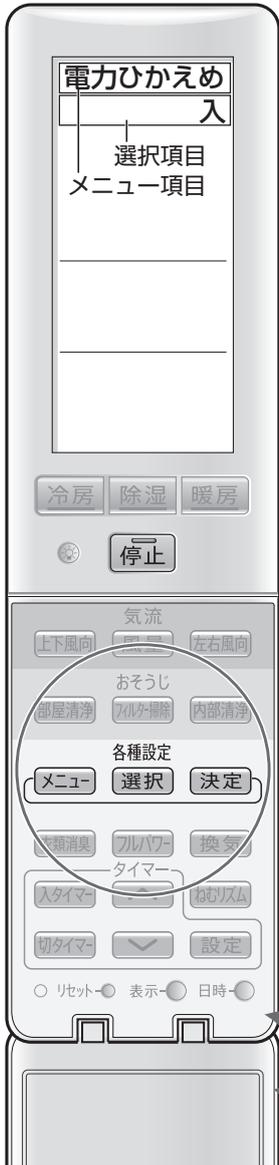 電力ひかえめ
入
選択項目
メニュー項目
冷房 除湿 暖房
停止
気流
上下風向 風量 左右風向
おそうじ
部屋清浄 フィルター掃除 内部清浄
各種設定
メニュー 選択 決定
衣類消臭 フルパワー 換気
タイマー
入タイマー ねむリズム
切タイマー 設定
リセット 表示 日時